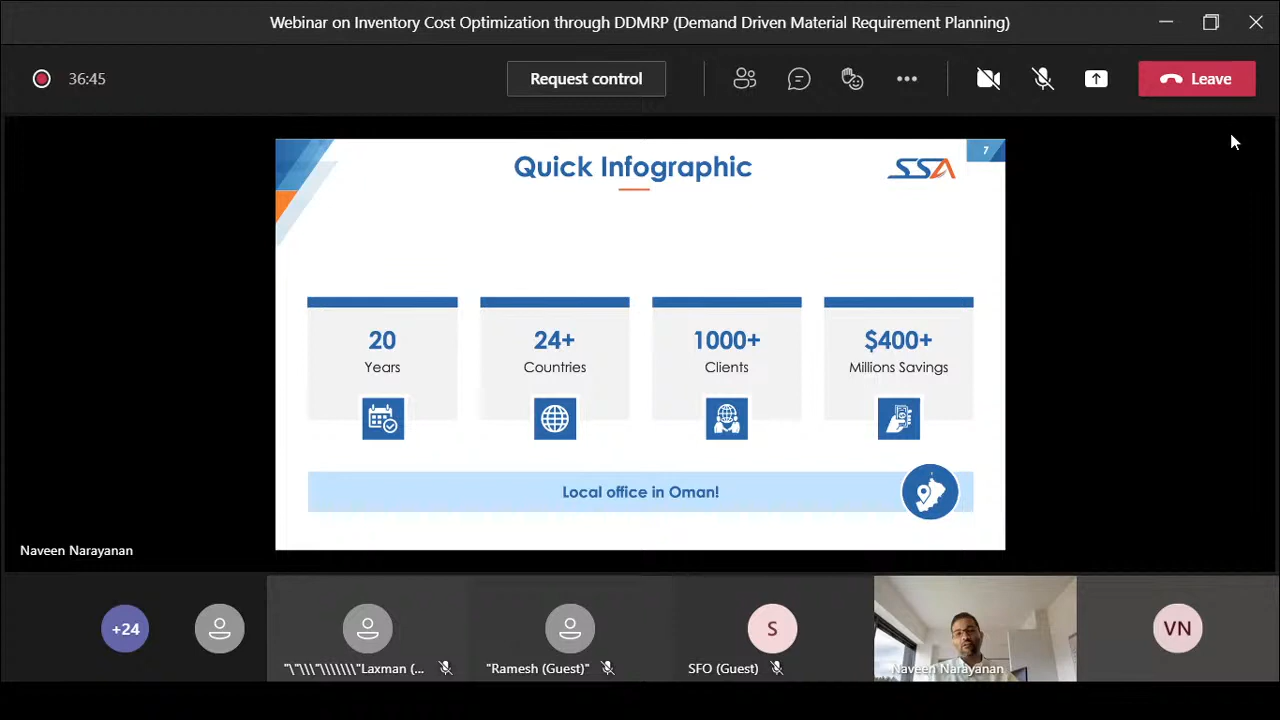 Webinar on Inventory Cost Optimization through DDMRP (Demand Driven Material Requirement Planning)
36:45
Request control
Leave
7
Quick Infographic
SSA
20
Years
24+
Countries
1000+
Clients
$400+
Millions Savings
Local office in Oman!
Naveen Narayanan
+24
"\"\\\"\\\\\\\"Laxman (...
"Ramesh (Guest)"
S
SFO (Guest)
Naveen Narayanan
VN